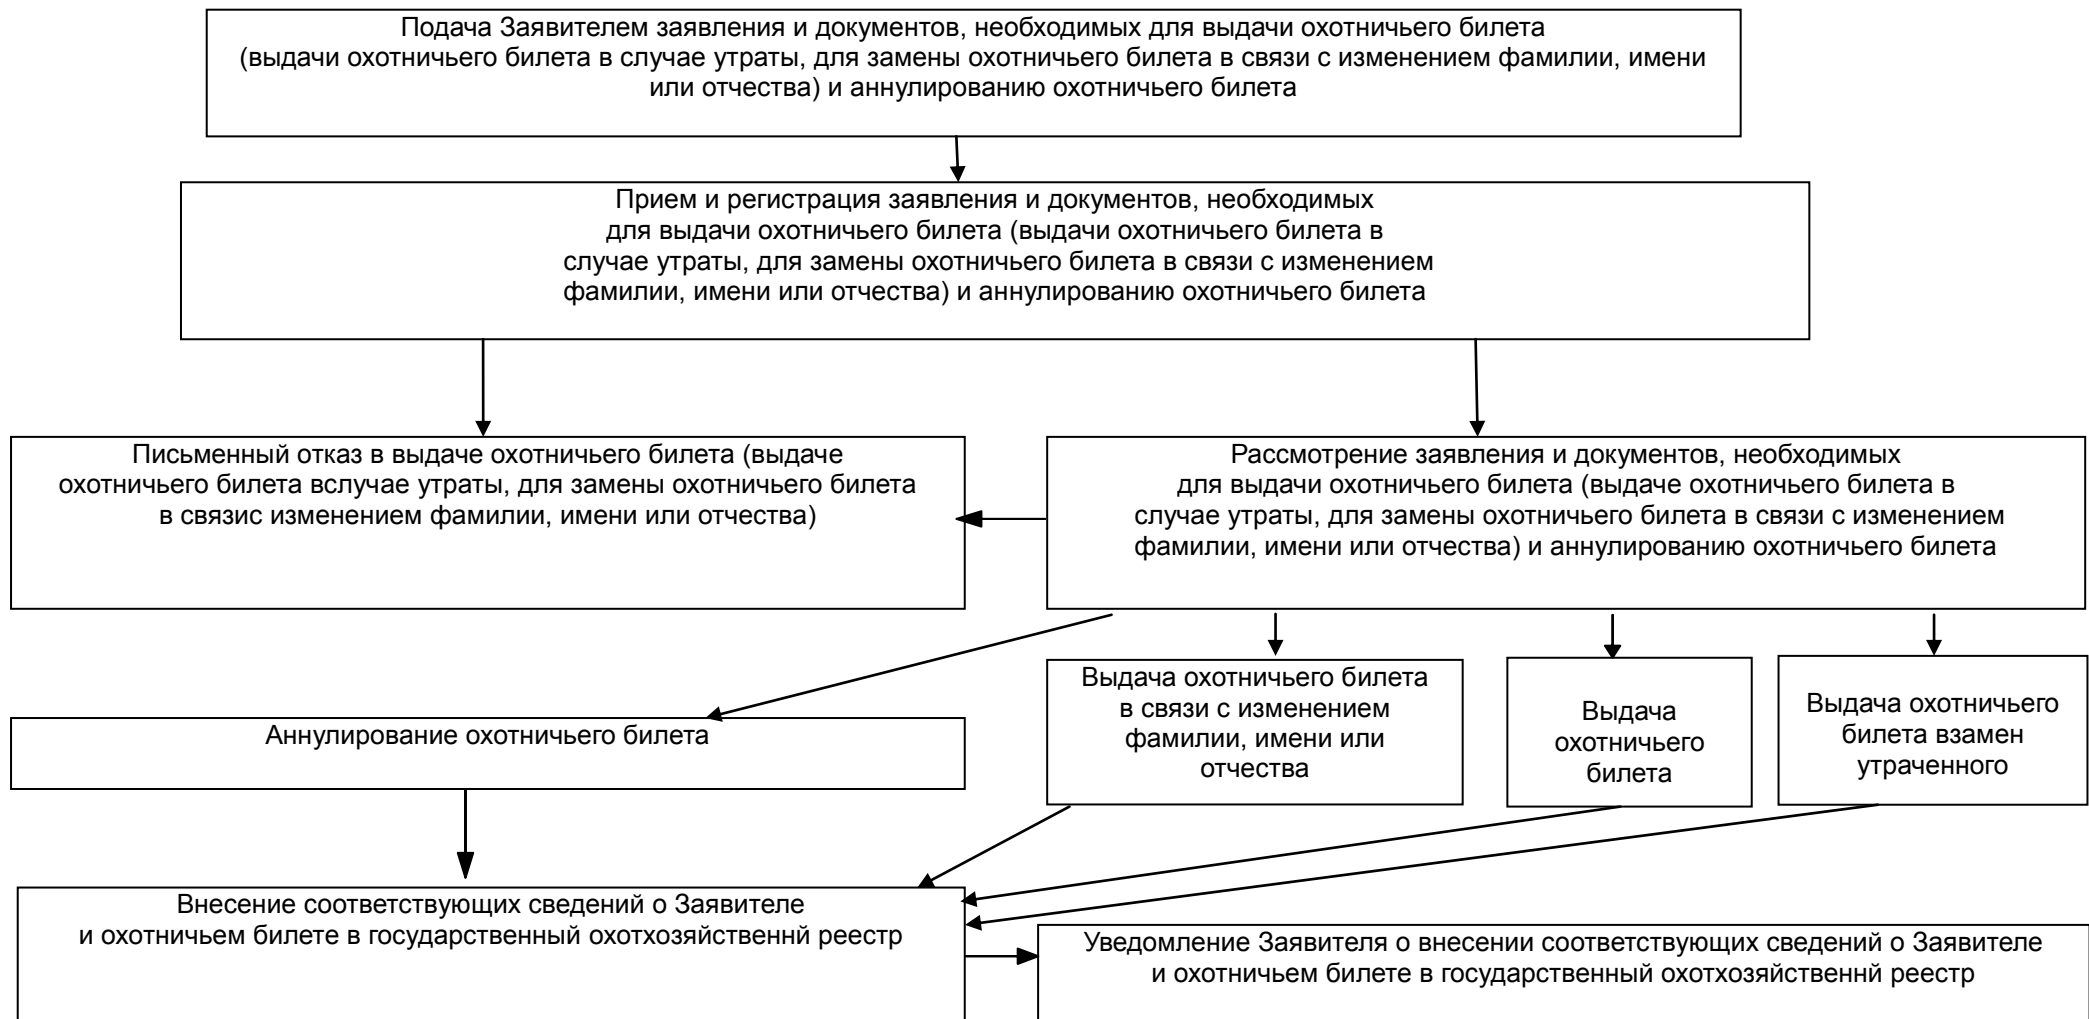 Подача Заявителем заявления и документов, необходимых для выдачи охотничьего билета
(выдачи охотничьего билета в случае утраты, для замены охотничьего билета в связи с изменением фамилии, имени
или отчества) и аннулированию охотничьего билета
Прием и регистрация заявления и документов, необходимых
для выдачи охотничьего билета (выдачи охотничьего билета в
случае утраты, для замены охотничьего билета в связи с изменением
фамилии, имени или отчества) и аннулированию охотничьего билета
Письменный отказ в выдаче охотничьего билета (выдаче
охотничьего билета вслучае утраты, для замены охотничьего билета
в связис изменением фамилии, имени или отчества)
Рассмотрение заявления и документов, необходимых
для выдачи охотничьего билета (выдаче охотничьего билета в
случае утраты, для замены охотничьего билета в связи с изменением
фамилии, имени или отчества) и аннулированию охотничьего билета
Аннулирование охотничьего билета
Выдача охотничьего билета
в связи с изменением
фамилии, имени или
отчества
Выдача
охотничьего
билета
Выдача охотничьего
билета взамен
утраченного
Внесение соответствующих сведений о Заявителе
и охотничьем билете в государственный охотхозяйственнй реестр
Уведомление Заявителя о внесении соответствующих сведений о Заявителе
и охотничьем билете в государственный охотхозяйственнй реестр